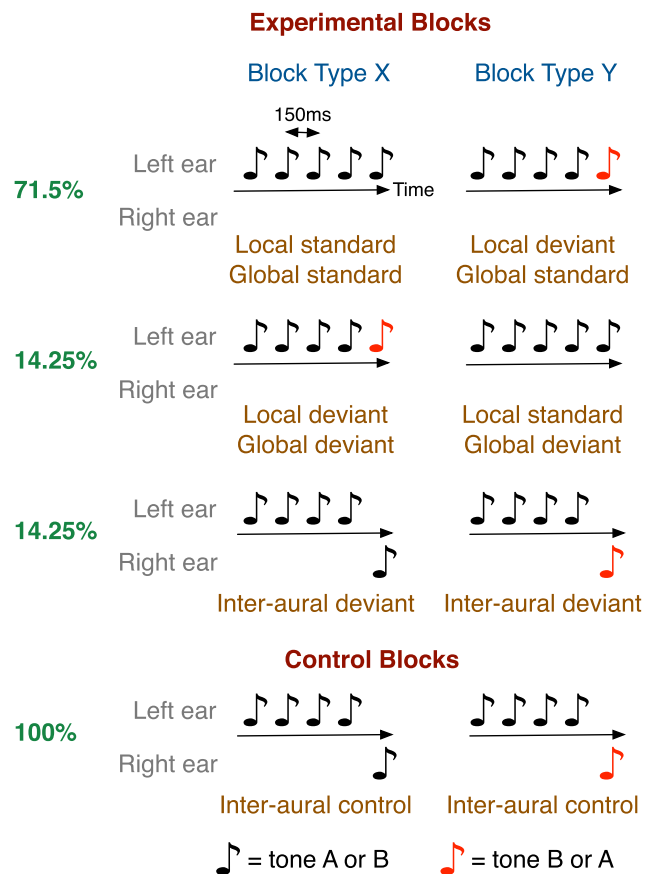 Experimental Blocks
Block Type X
Block Type Y
150ms
Left ear
71.5%
Time
Right ear
Local standard
Global standard
Local deviant
Global standard
Left ear
14.25%
Right ear
Local deviant
Global deviant
Local standard
Global deviant
Left ear
14.25%
Right ear
Inter-aural deviant
Inter-aural deviant
Control Blocks
Left ear
100%
Right ear
Inter-aural control
Inter-aural control
= tone A or B
= tone B or A